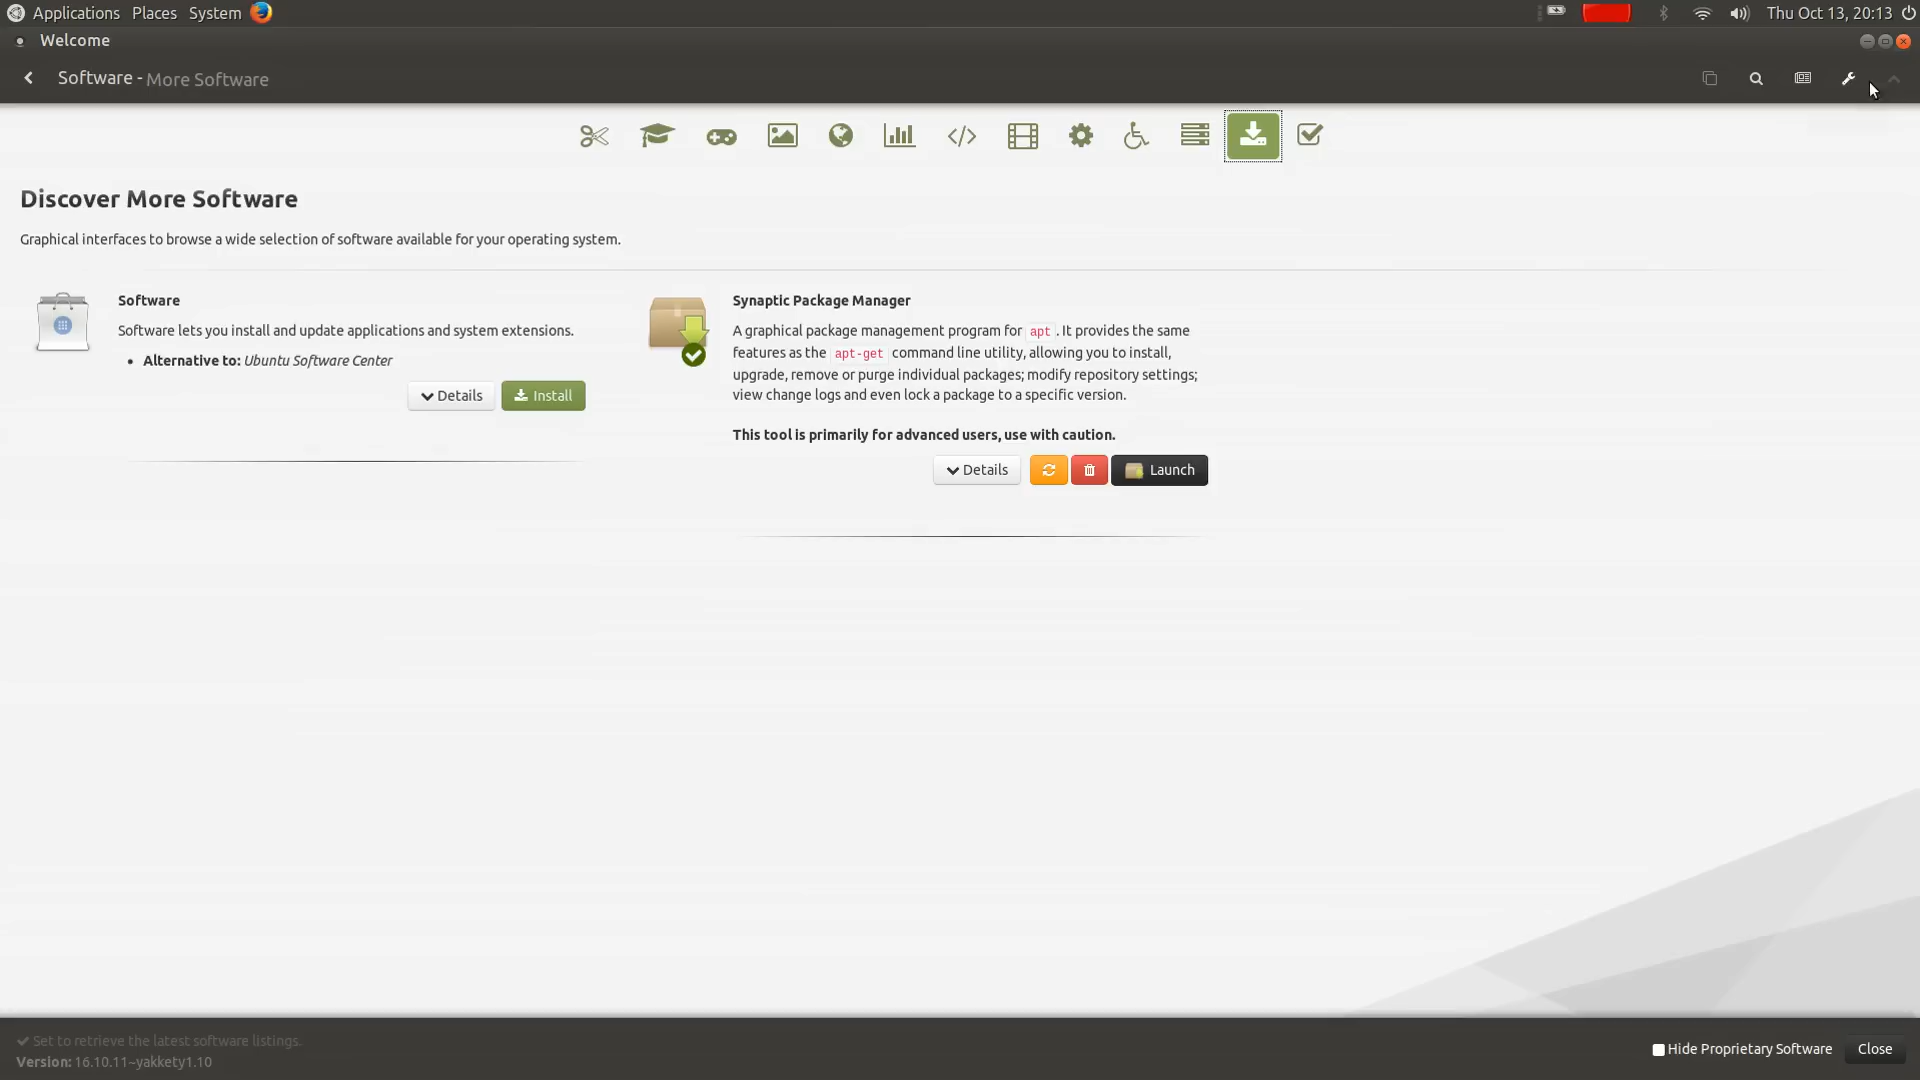 Applications Places System Thu Oct 13, 20:13
Welcome
Software - More Software
Discover More Software
Graphical interfaces to browse a wide selection of software available for your operating system.
Software
Software lets you install and update applications and system extensions.
• Alternative to: Ubuntu Software Center
Details Install
Synaptic Package Manager
A graphical package management program for apt . It provides the same
features as the apt-get command line utility, allowing you to install,
upgrade, remove or purge individual packages; modify repository settings;
view change logs and even lock a package to a specific version.
This tool is primarily for advanced users, use with caution.
Details Launch
Set to retrieve the latest software listings.
Version: 16.10.11~yakkety1.10
Hide Proprietary Software Close